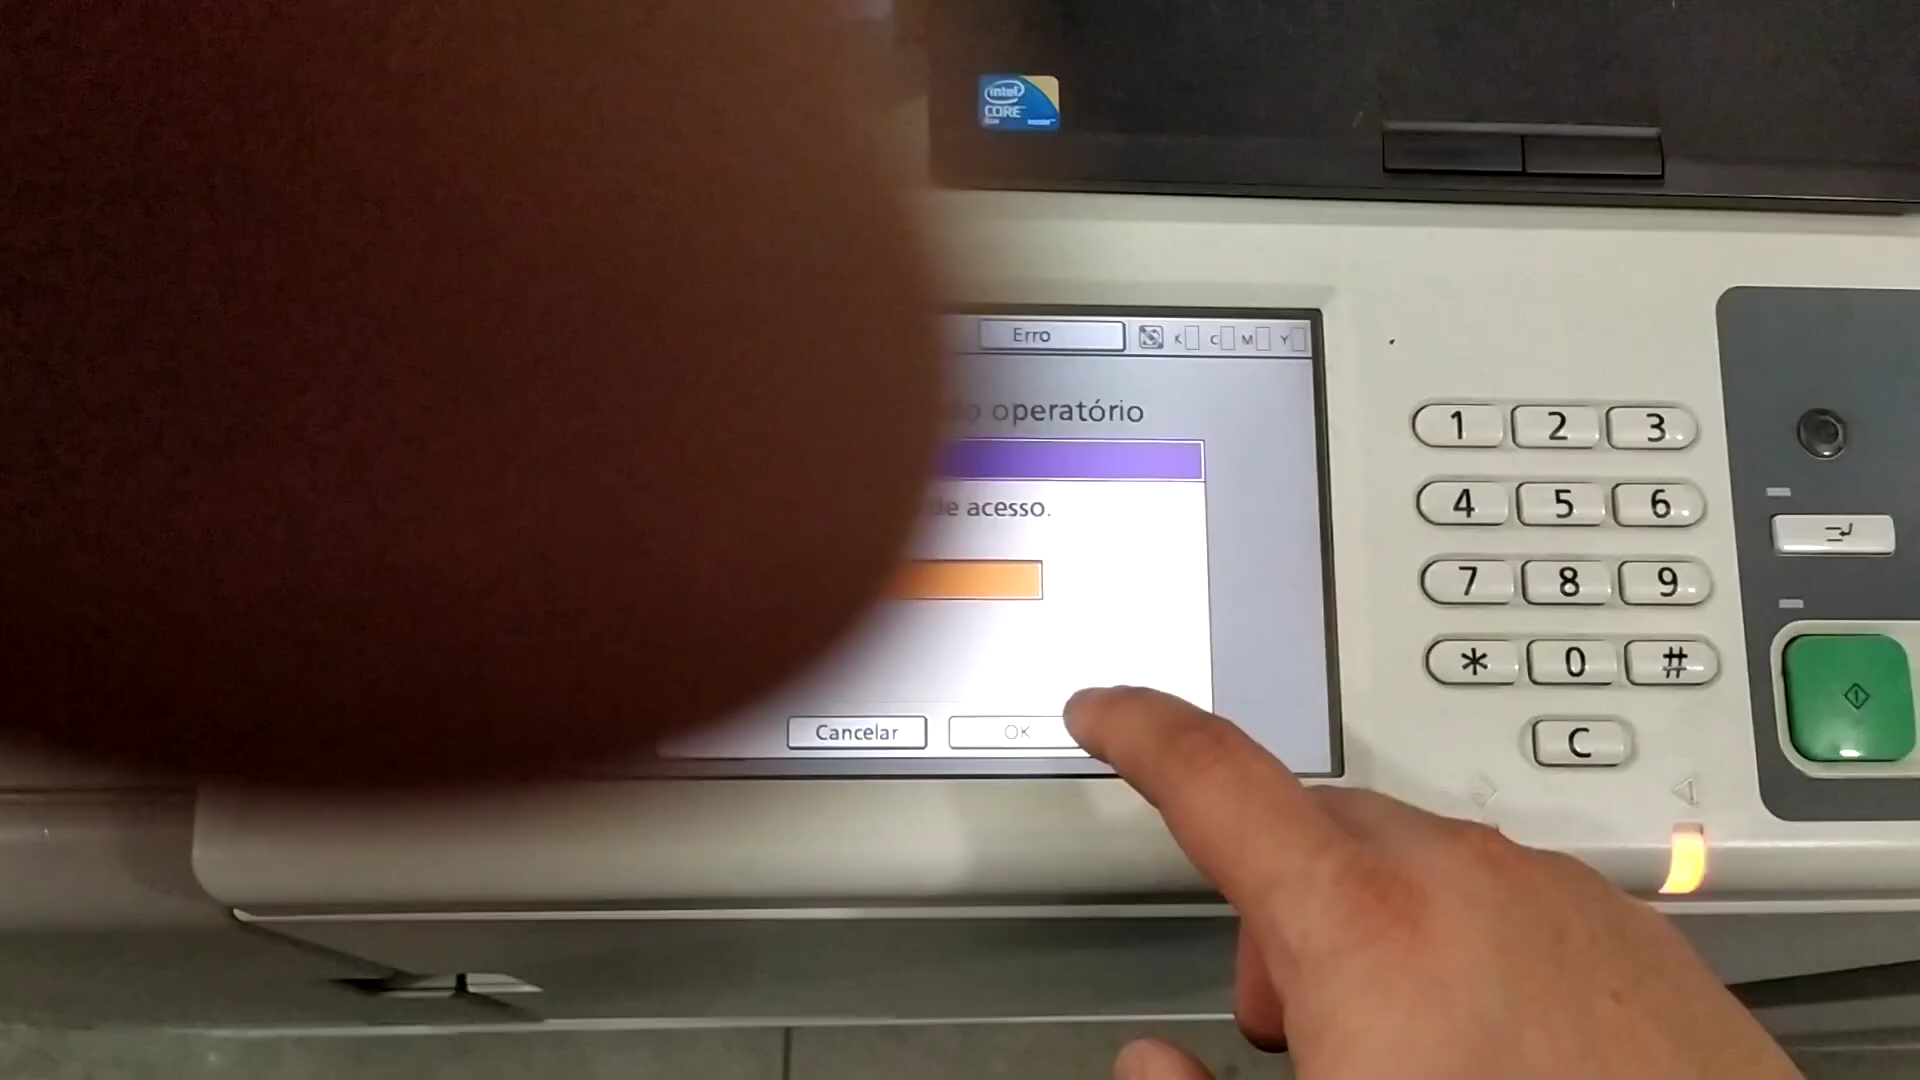 intel
CORE
Erro
K C M Y
operatório
de acesso.
Cancelar OK
1 2 3
4 5 6
7 8 9
* 0 #
C